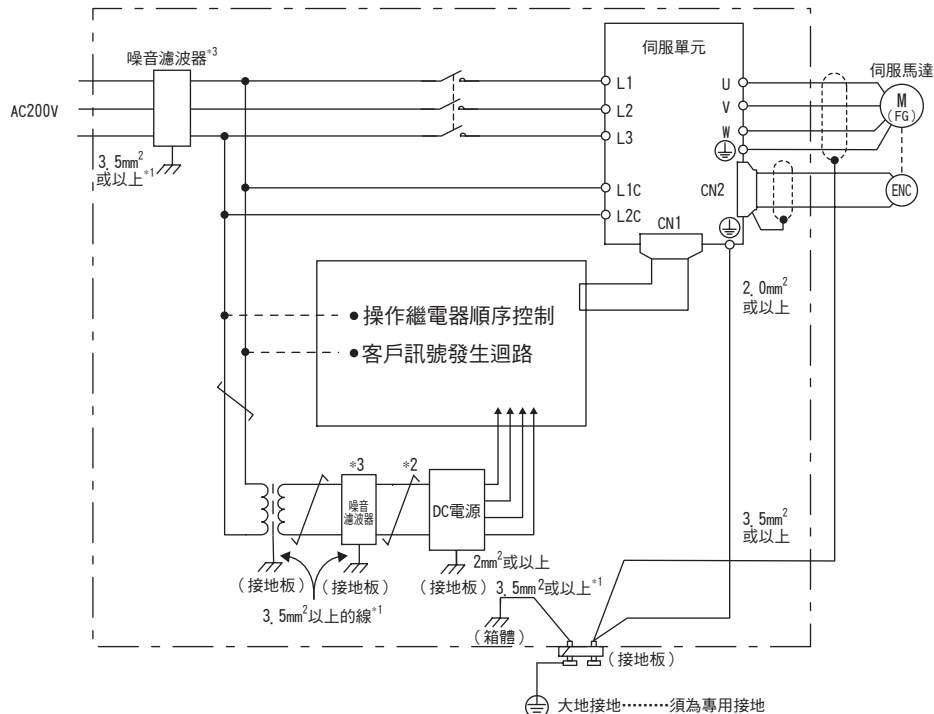 噪音濾波器*3
伺服單元
伺服馬達
AC200V
L1
L2
L3
U
V
W
M
(FG)
3.5mm²
或以上*1
L1C
L2C
CN2
ENC
CN1
2.0mm²
或以上
●操作繼電器順序控制
●客戶訊號發生迴路
*3
*2
噪音
濾波器
DC電源
3.5mm²
或以上
2mm²或以上
(接地板)
(接地板)
(接地板)
3.5mm²或以上*1
3.5mm²以上的線*1
(箱體)
(接地板)
大地接地········須為專用接地